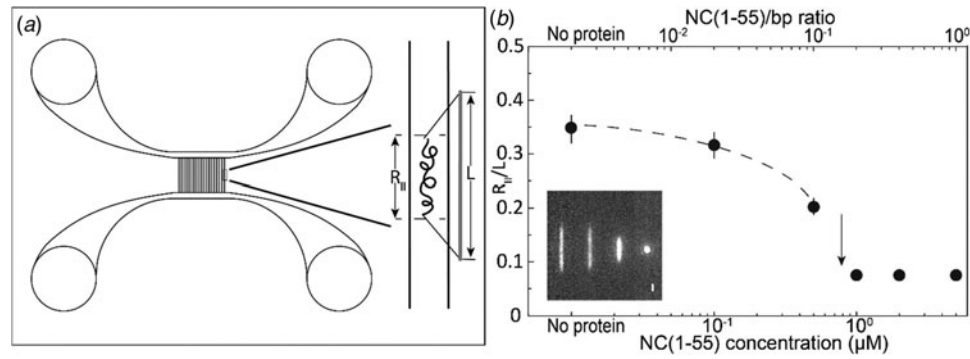 (a)
R||
L
(b)
NC(1-55)/bp ratio
No protein 10⁻² 10⁻¹ 10⁰
0.5
0.4
0.3
0.2
0.1
0
R||/L
No protein 10⁻¹ 10⁰
NC(1-55) concentration (μM)